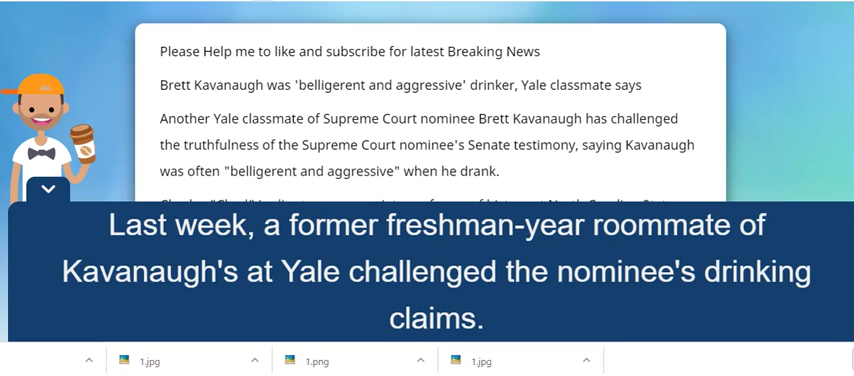 Please Help me to like and subscribe for latest Breaking News
Brett Kavanaugh was 'belligerent and aggressive' drinker, Yale classmate says
Another Yale classmate of Supreme Court nominee Brett Kavanaugh has challenged
the truthfulness of the Supreme Court nominee's Senate testimony, saying Kavanaugh
was often "belligerent and aggressive" when he drank.
Last week, a former freshman-year roommate of
Kavanaugh's at Yale challenged the nominee's drinking
claims.
1.jpg
1.png
1.jpg